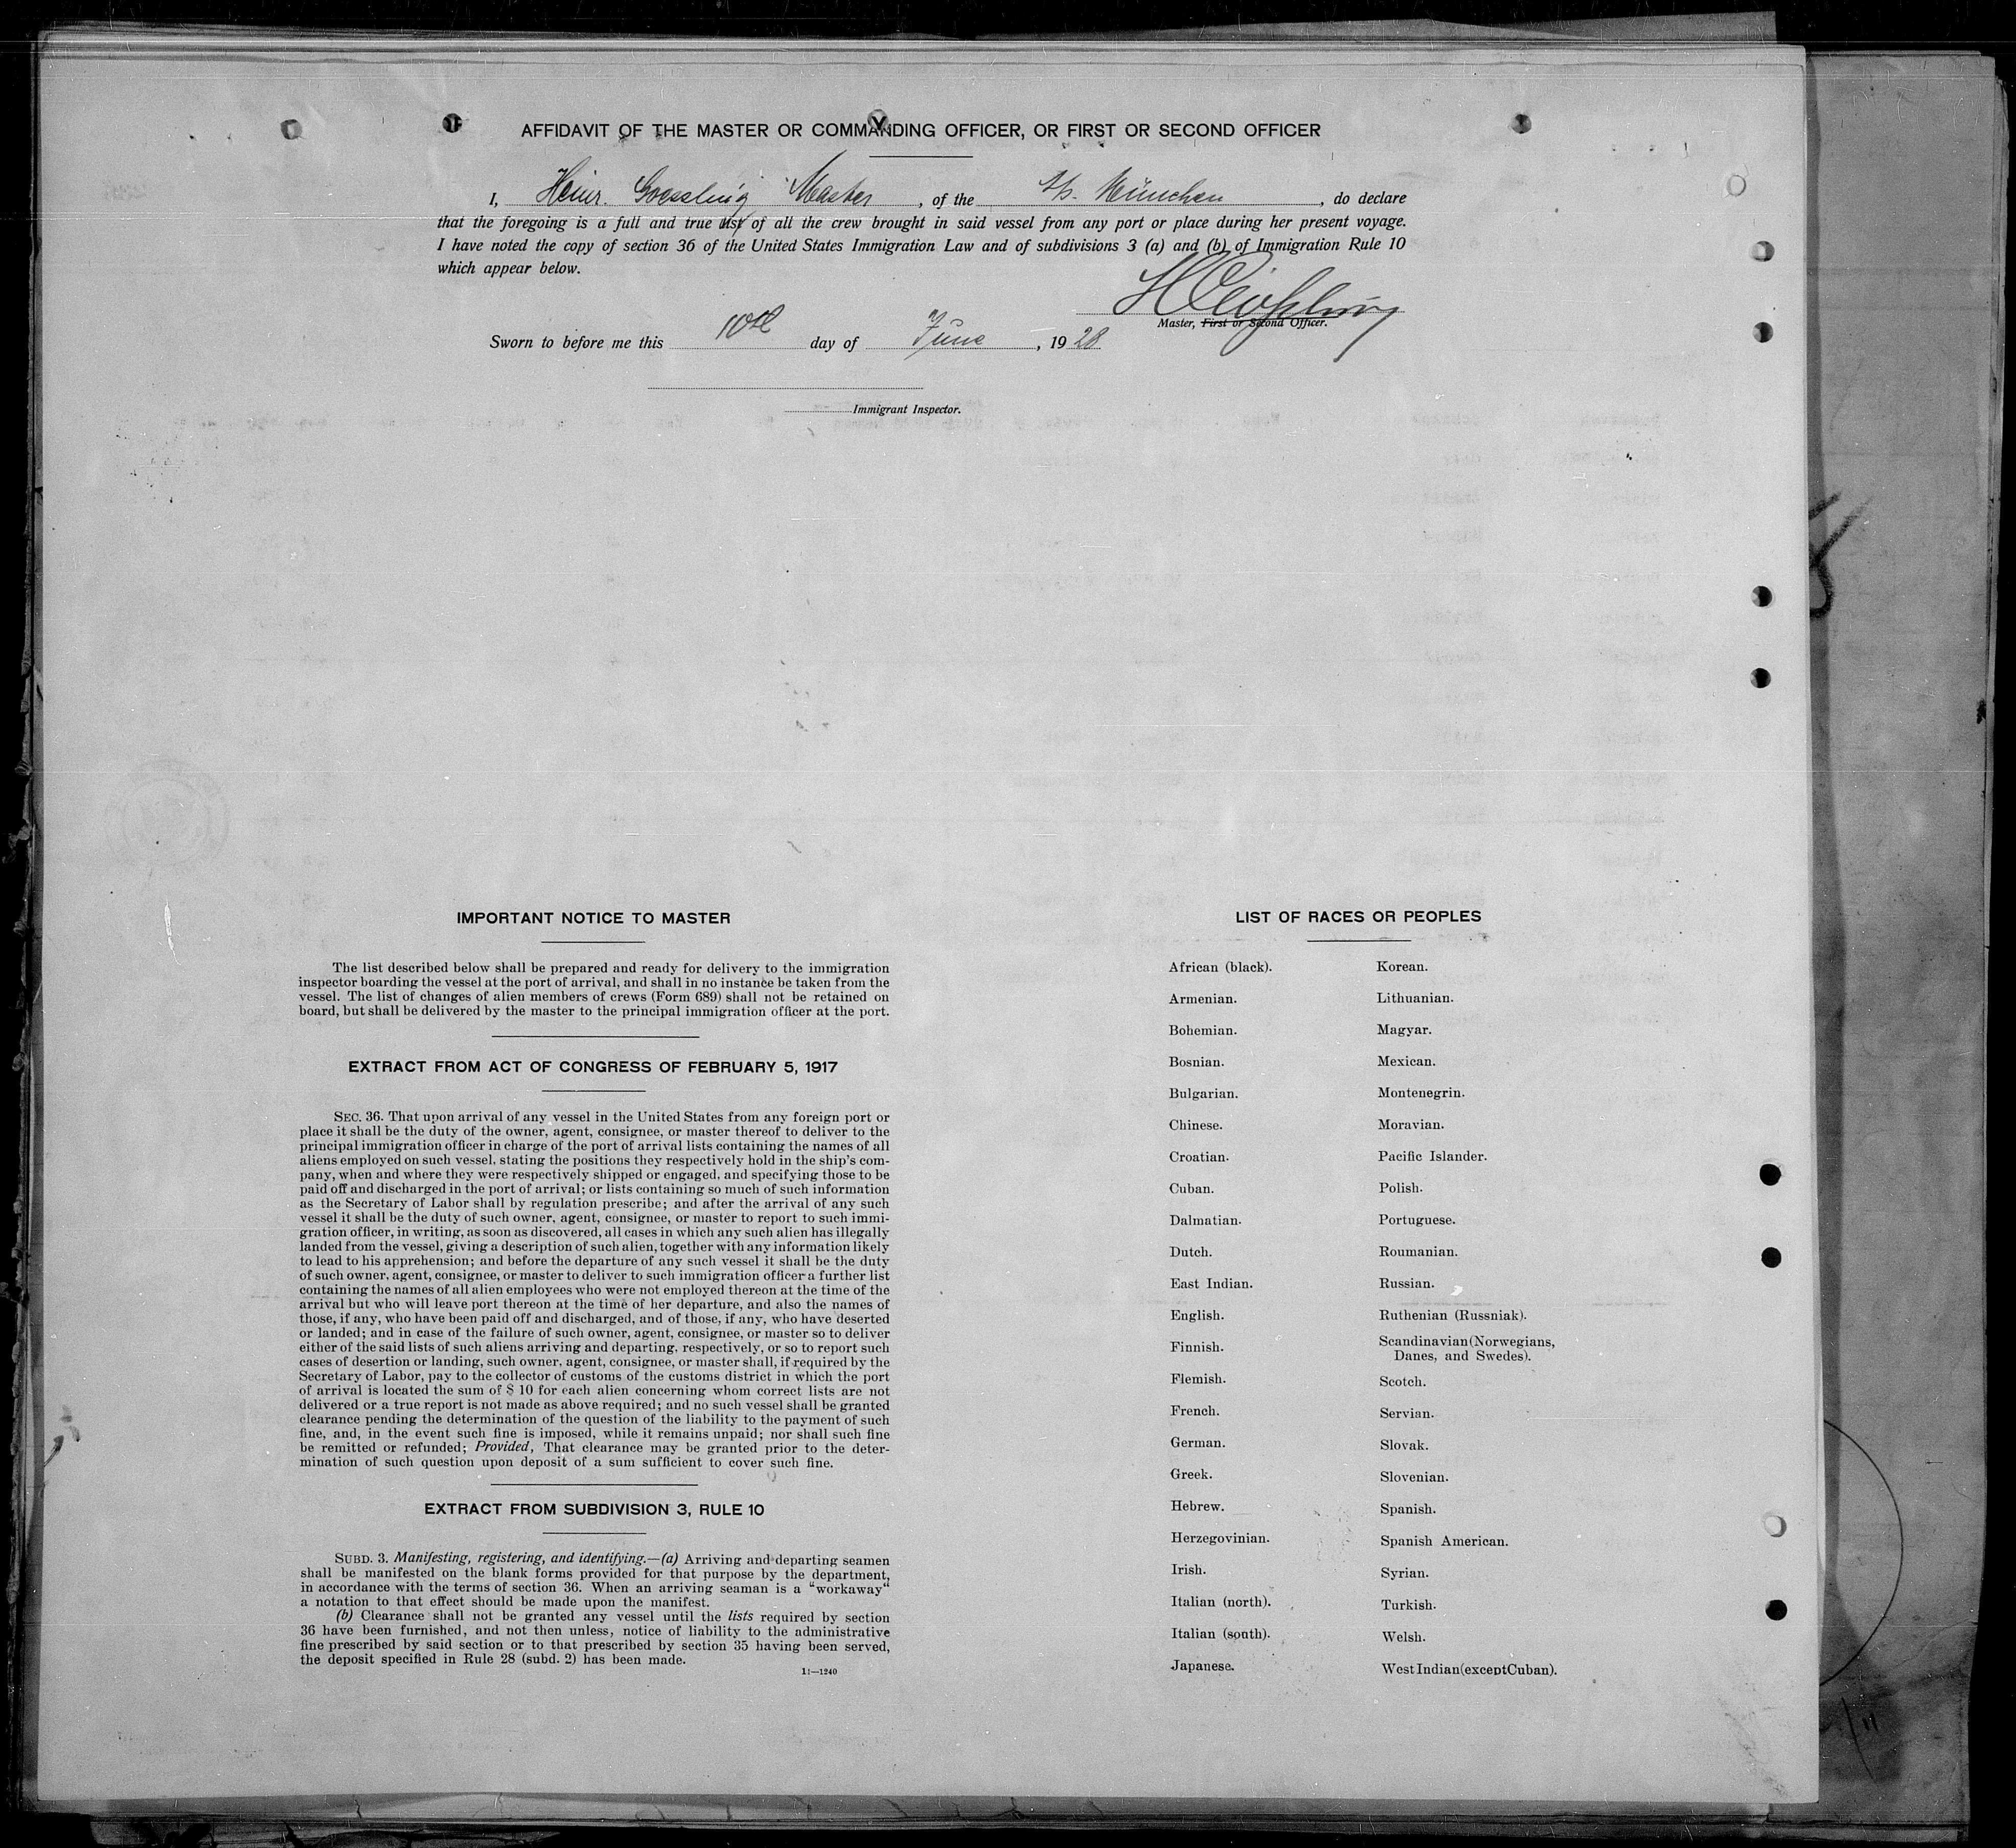 AFFIDAVIT OF THE MASTER OR COMMANDING OFFICER, OR FIRST OR SECOND OFFICER
I, Heinr. Goessling Master, of the S/s. München, do declare
that the foregoing is a full and true list of all the crew brought in said vessel from any port or place during her present voyage.
I have noted the copy of section 36 of the United States Immigration Law and of subdivisions 3 (a) and (b) of Immigration Rule 10
which appear below.
Master, First or Second Officer.
Sworn to before me this 10th day of June, 1928
Immigrant Inspector.
IMPORTANT NOTICE TO MASTER
The list described below shall be prepared and ready for delivery to the immigration
inspector boarding the vessel at the port of arrival, and shall in no instance be taken from the
vessel. The list of changes of alien members of crews (Form 689) shall not be retained on
board, but shall be delivered by the master to the principal immigration officer at the port.
EXTRACT FROM ACT OF CONGRESS OF FEBRUARY 5, 1917
SEC. 36. That upon arrival of any vessel in the United States from any foreign port or
place it shall be the duty of the owner, agent, consignee, or master thereof to deliver to the
principal immigration officer in charge of the port of arrival lists containing the names of all
aliens employed on such vessel, stating the positions they respectively hold in the ship's com-
pany, when and where they were respectively shipped or engaged, and specifying those to be
paid off and discharged in the port of arrival; or lists containing so much of such information
as the Secretary of Labor shall by regulation prescribe; and after the arrival of any such
vessel it shall be the duty of such owner, agent, consignee, or master to report to such immi-
gration officer, in writing, as soon as discovered, all cases in which any such alien has illegally
landed from the vessel, giving a description of such alien, together with any information likely
to lead to his apprehension; and before the departure of any such vessel it shall be the duty
of such owner, agent, consignee, or master to deliver to such immigration officer a further list
containing the names of all alien employees who were not employed thereon at the time of the
arrival but who will leave port thereon at the time of her departure, and also the names of
those, if any, who have been paid off and discharged, and of those, if any, who have deserted
or landed; and in case of the failure of such owner, agent, consignee, or master so to deliver
either of the said lists of such aliens arriving and departing, respectively, or so to report such
cases of desertion or landing, such owner, agent, consignee, or master shall, if required by the
Secretary of Labor, pay to the collector of customs of the customs district in which the port
of arrival is located the sum of $ 10 for each alien concerning whom correct lists are not
delivered or a true report is not made as above required; and no such vessel shall be granted
clearance pending the determination of the question of the liability to the payment of such
fine, and, in the event such fine is imposed, while it remains unpaid; nor shall such fine
be remitted or refunded; Provided, That clearance may be granted prior to the deter-
mination of such question upon deposit of a sum sufficient to cover such fine.
EXTRACT FROM SUBDIVISION 3, RULE 10
SUBD. 3. Manifesting, registering, and identifying.—(a) Arriving and departing seamen
shall be manifested on the blank forms provided for that purpose by the department,
in accordance with the terms of section 36. When an arriving seaman is a "workaway"
a notation to that effect should be made upon the manifest.
(b) Clearance shall not be granted any vessel until the lists required by section
36 have been furnished, and not then unless, notice of liability to the administrative
fine prescribed by said section or to that prescribed by section 35 having been served,
the deposit specified in Rule 28 (subd. 2) has been made.
11—1240
LIST OF RACES OR PEOPLES
African (black).
Armenian.
Bohemian.
Bosnian.
Bulgarian.
Chinese.
Croatian.
Cuban.
Dalmatian.
Dutch.
East Indian.
English.
Finnish.
Flemish.
French.
German.
Greek.
Hebrew.
Herzegovinian.
Irish.
Italian (north).
Italian (south).
Japanese.
Korean.
Lithuanian.
Magyar.
Mexican.
Montenegrin.
Moravian.
Pacific Islander.
Polish.
Portuguese.
Roumanian.
Russian.
Ruthenian (Russniak).
Scandinavian (Norwegians,
Danes, and Swedes).
Scotch.
Servian.
Slovak.
Slovenian.
Spanish.
Spanish American.
Syrian.
Turkish.
Welsh.
West Indian (except Cuban).